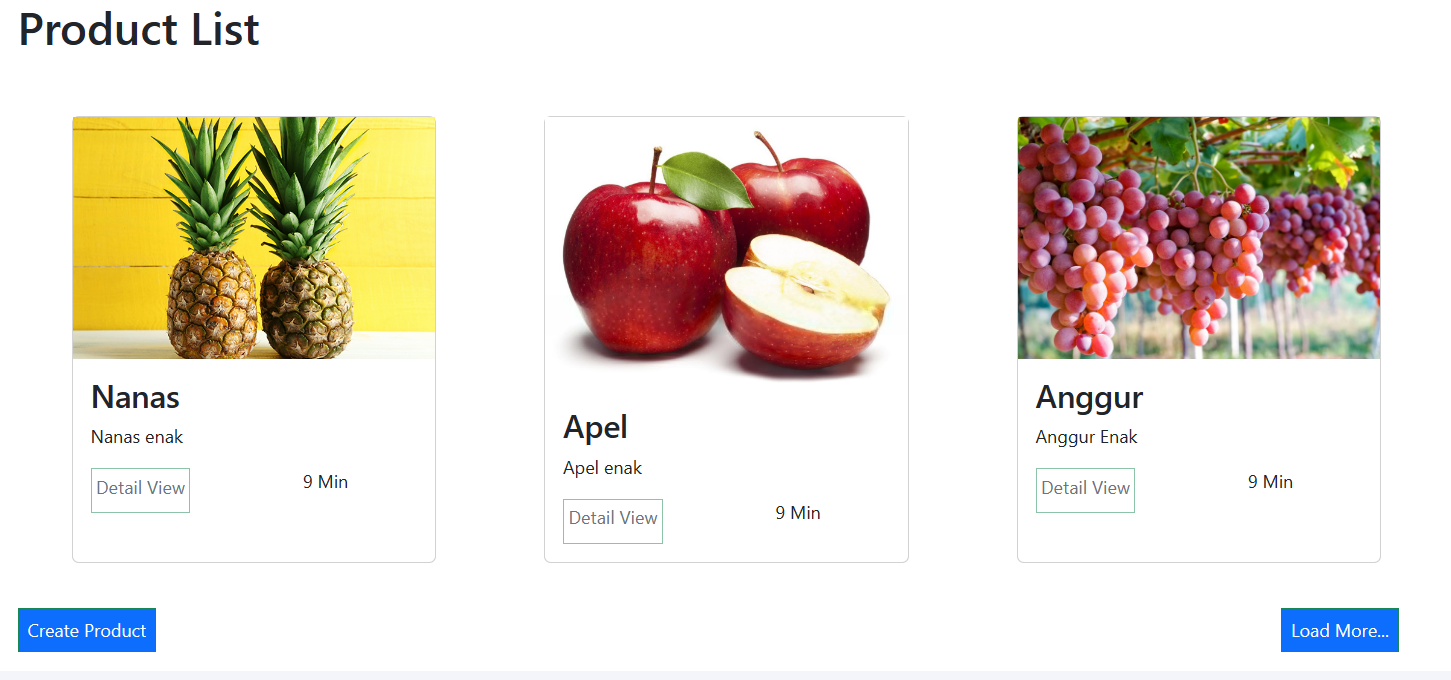 Product List
Nanas
Nanas enak
Detail View
9 Min
Apel
Apel enak
Detail View
9 Min
Anggur
Anggur Enak
Detail View
9 Min
Create Product
Load More...